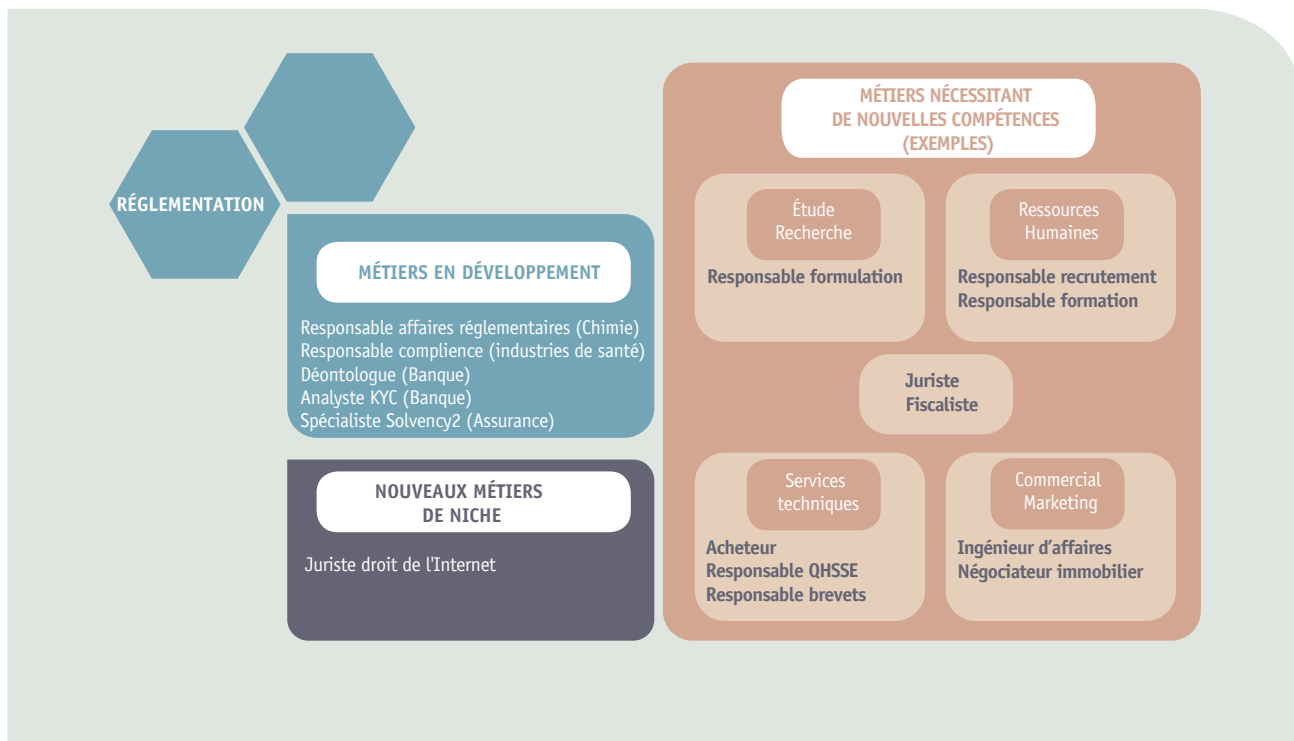 RÉGLEMENTATION
MÉTIERS EN DÉVELOPPEMENT
Responsable affaires réglementaires (Chimie)
Responsable complience (industries de santé)
Déontologue (Banque)
Analyste KYC (Banque)
Spécialiste Solvency2 (Assurance)
NOUVEAUX MÉTIERS
DE NICHE
Juriste droit de l'Internet
MÉTIERS NÉCESSITANT
DE NOUVELLES COMPÉTENCES
(EXEMPLES)
Étude
Recherche
Responsable formulation
Ressources
Humaines
Responsable recrutement
Responsable formation
Juriste
Fiscaliste
Services
techniques
Acheteur
Responsable QHSSE
Responsable brevets
Commercial
Marketing
Ingénieur d’affaires
Négociateur immobilier